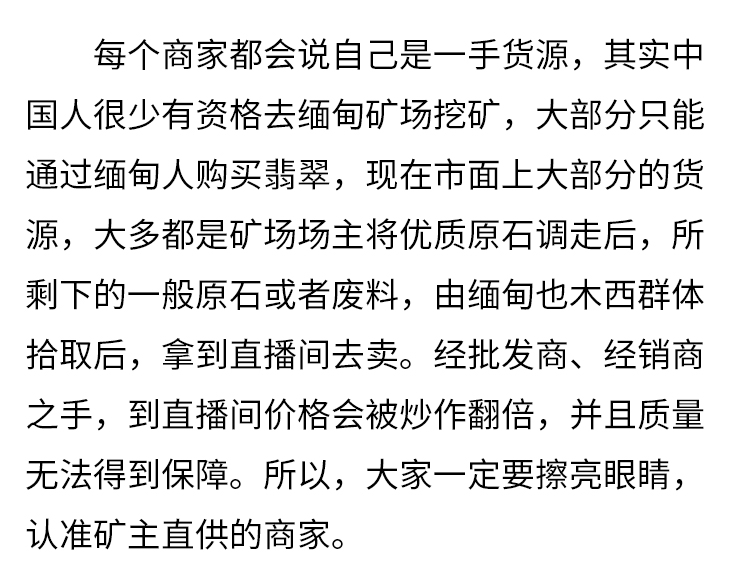 每个商家都会说自己是一手货源，其实中
国人很少有资格去缅甸矿场挖矿，大部分只能
通过缅甸人购买翡翠，现在市面上大部分的货
源，大多都是矿场场主将优质原石调走后，所
剩下的一般原石或者废料，由缅甸也木西群体
拾取后，拿到直播间去卖。经批发商、经销商
之手，到直播间价格会被炒作翻倍，并且质量
无法得到保障。所以，大家一定要擦亮眼睛，
认准矿主直供的商家。